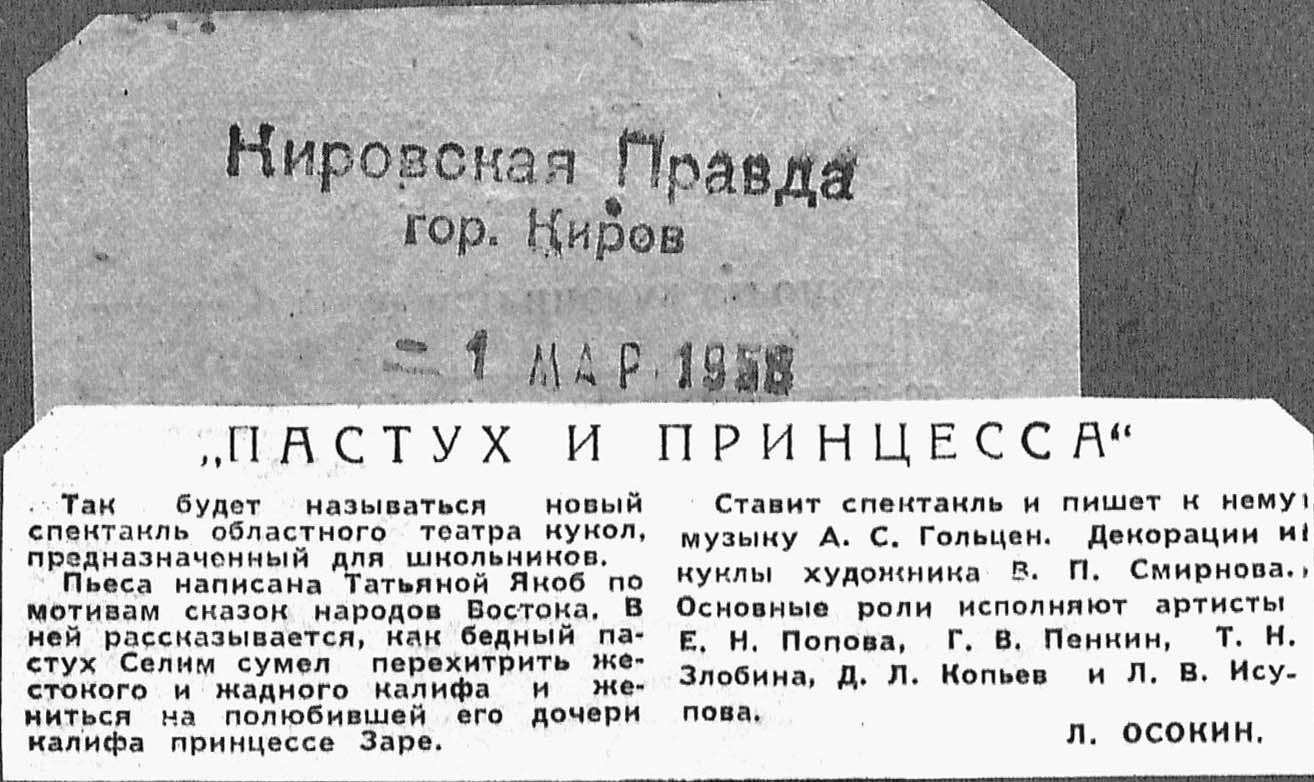 Кировская Правда
гор. Киров
= 1 МАР. 1958
„ПАСТУХ И ПРИНЦЕССА“
Так будет называться новый
спектакль областного театра кукол,
предназначенный для школьников.
Пьеса написана Татьяной Якоб по
мотивам сказок народов Востока. В
ней рассказывается, как бедный па-
стух Селим сумел перехитрить же-
стокого и жадного калифа и же-
ниться на полюбившей его дочери
калифа принцессе Заре.
Ставит спектакль и пишет к нему
музыку А. С. Гольцен. Декорации и
куклы художника В. П. Смирнова.
Основные роли исполняют артисты
Е. Н. Попова, Г. В. Пенкин, Т. Н.
Злобина, Д. Л. Копьев и Л. В. Ису-
пова.
Л. ОСОКИН.